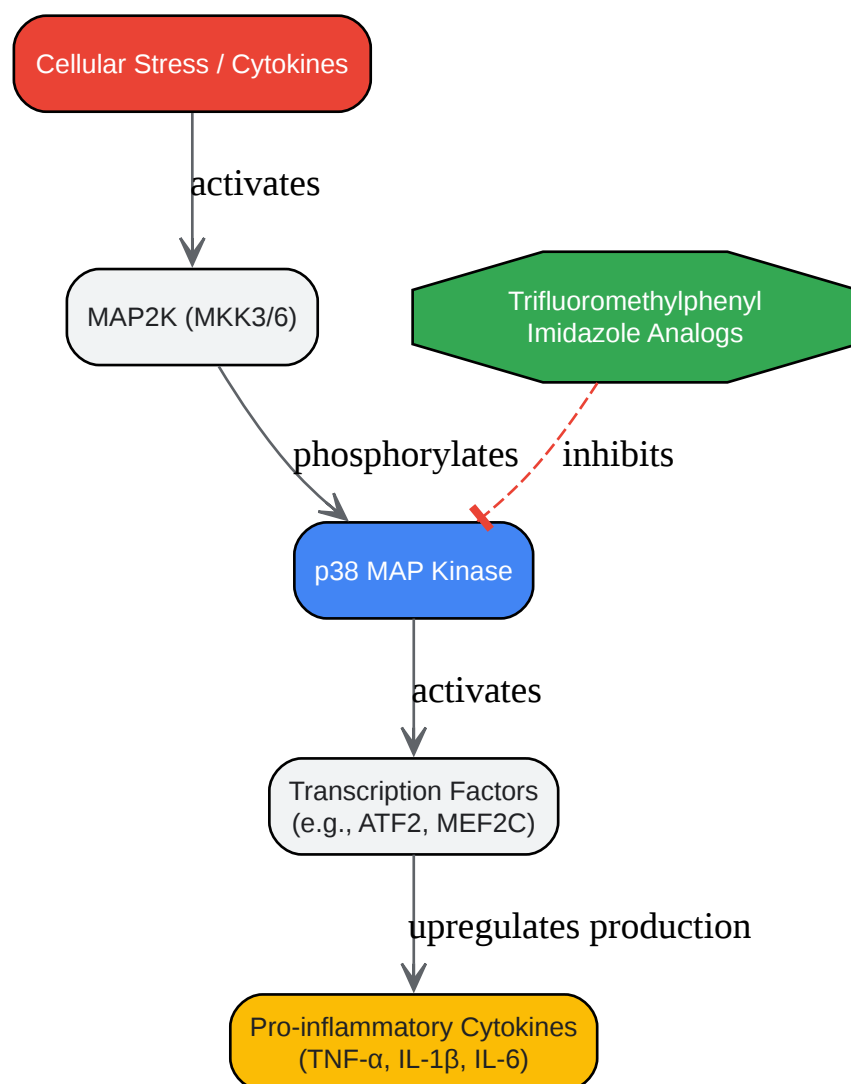 Cellular Stress / Cytokines
activates
MAP2K (MKK3/6)
Trifluoromethylphenyl
Imidazole Analogs
phosphorylates
inhibits
p38 MAP Kinase
activates
Transcription Factors
(e.g., ATF2, MEF2C)
upregulates production
Pro-inflammatory Cytokines
(TNF-α, IL-1β, IL-6)